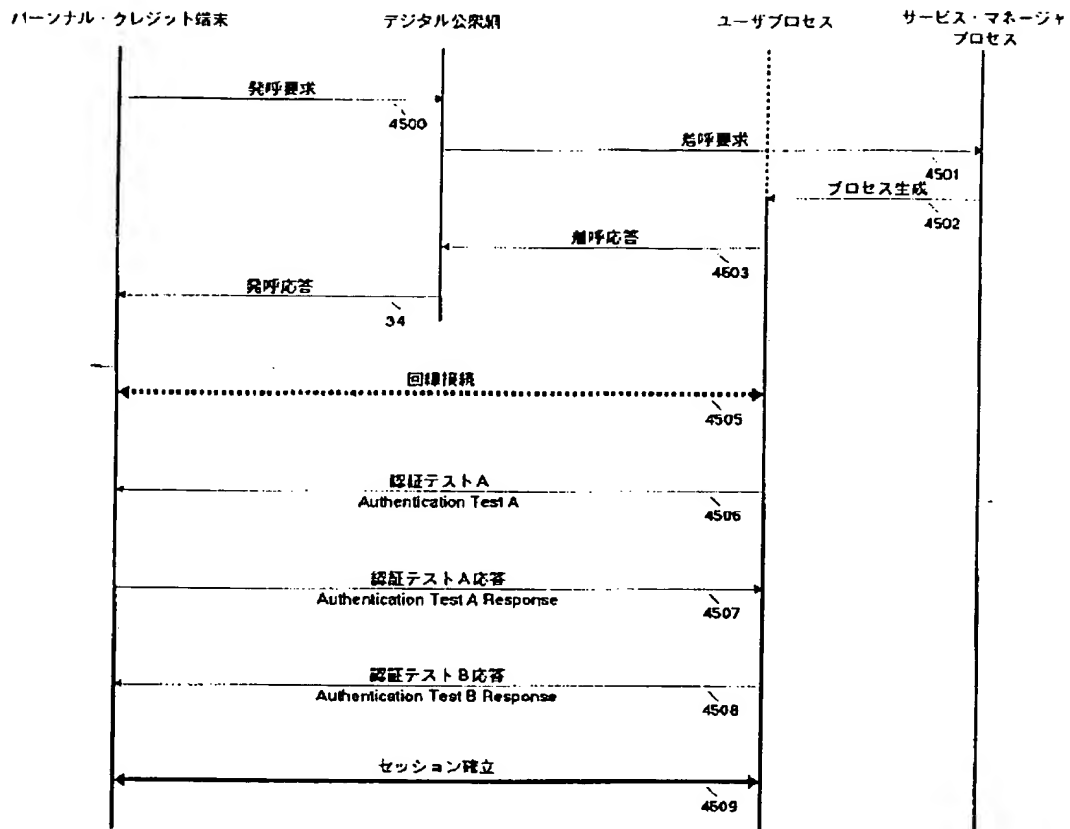 パーソナル・クレジット端末
デジタル公衆網
ユーザプロセス
サービス・マネージャ
プロセス
発呼要求
4500
着呼要求
4501
プロセス生成
4502
着呼応答
4503
発呼応答
34
回線接続
4505
認証テストA
Authentication Test A
4506
認証テストA応答
Authentication Test A Response
4507
認証テストB応答
Authentication Test B Response
4508
セッション確立
4509